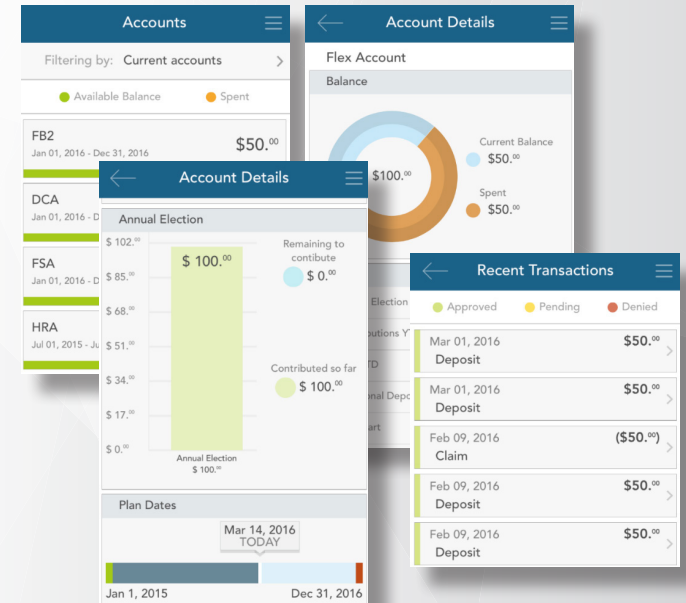 Accounts
Filtering by: Current accounts
Available Balance Spent
FB2
Jan 01, 2016 - Dec 31, 2016
$50.00
DCA
Jan 01, 2016 - D
FSA
Jan 01, 2016 - D
HRA
Jul 01, 2015 - Ju
Account Details
Flex Account
Balance
$100.00
Current Balance
$50.00
Spent
$50.00
Election
butions Y
TD
nal Depo
art
Account Details
Annual Election
$ 102.00
$ 85.00
$ 68.00
$ 51.00
$ 34.00
$ 17.00
$ 0.00
$ 100.00
Annual Election
$ 100.00
Remaining to
contibute
$ 0.00
Contributed so far
$ 100.00
Plan Dates
Mar 14, 2016
TODAY
Jan 1, 2015 Dec 31, 2016
Recent Transactions
Approved Pending Denied
Mar 01, 2016 $50.00
Deposit
Mar 01, 2016 $50.00
Deposit
Feb 09, 2016 ($50.00)
Claim
Feb 09, 2016 $50.00
Deposit
Feb 09, 2016 $50.00
Deposit